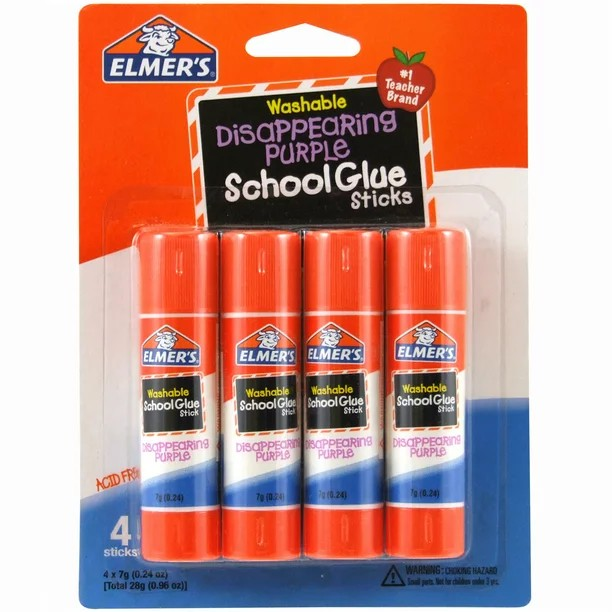 ELMER'S
#1
Teacher
Brand
Washable
DISAPPEARING
PURPLE
School Glue
Sticks
ELMER'S
Washable
School Glue
Stick
DISAPPEARING
PURPLE
7g (0.24)
ELMER'S
Washable
School Glue
Stick
DISAPPEARING
PURPLE
7g (0.24)
ELMER'S
Washable
School Glue
Stick
DISAPPEARING
PURPLE
7g (0.24)
ELMER'S
Washable
School Glue
Stick
DISAPPEARING
PURPLE
7g (0.24)
ACID FREE
4
sticks
4 x 7g (0.24 oz)
[Total 28g (0.96 oz)]
WARNING: CHOKING HAZARD
Small parts. Not for children under 3 yrs.